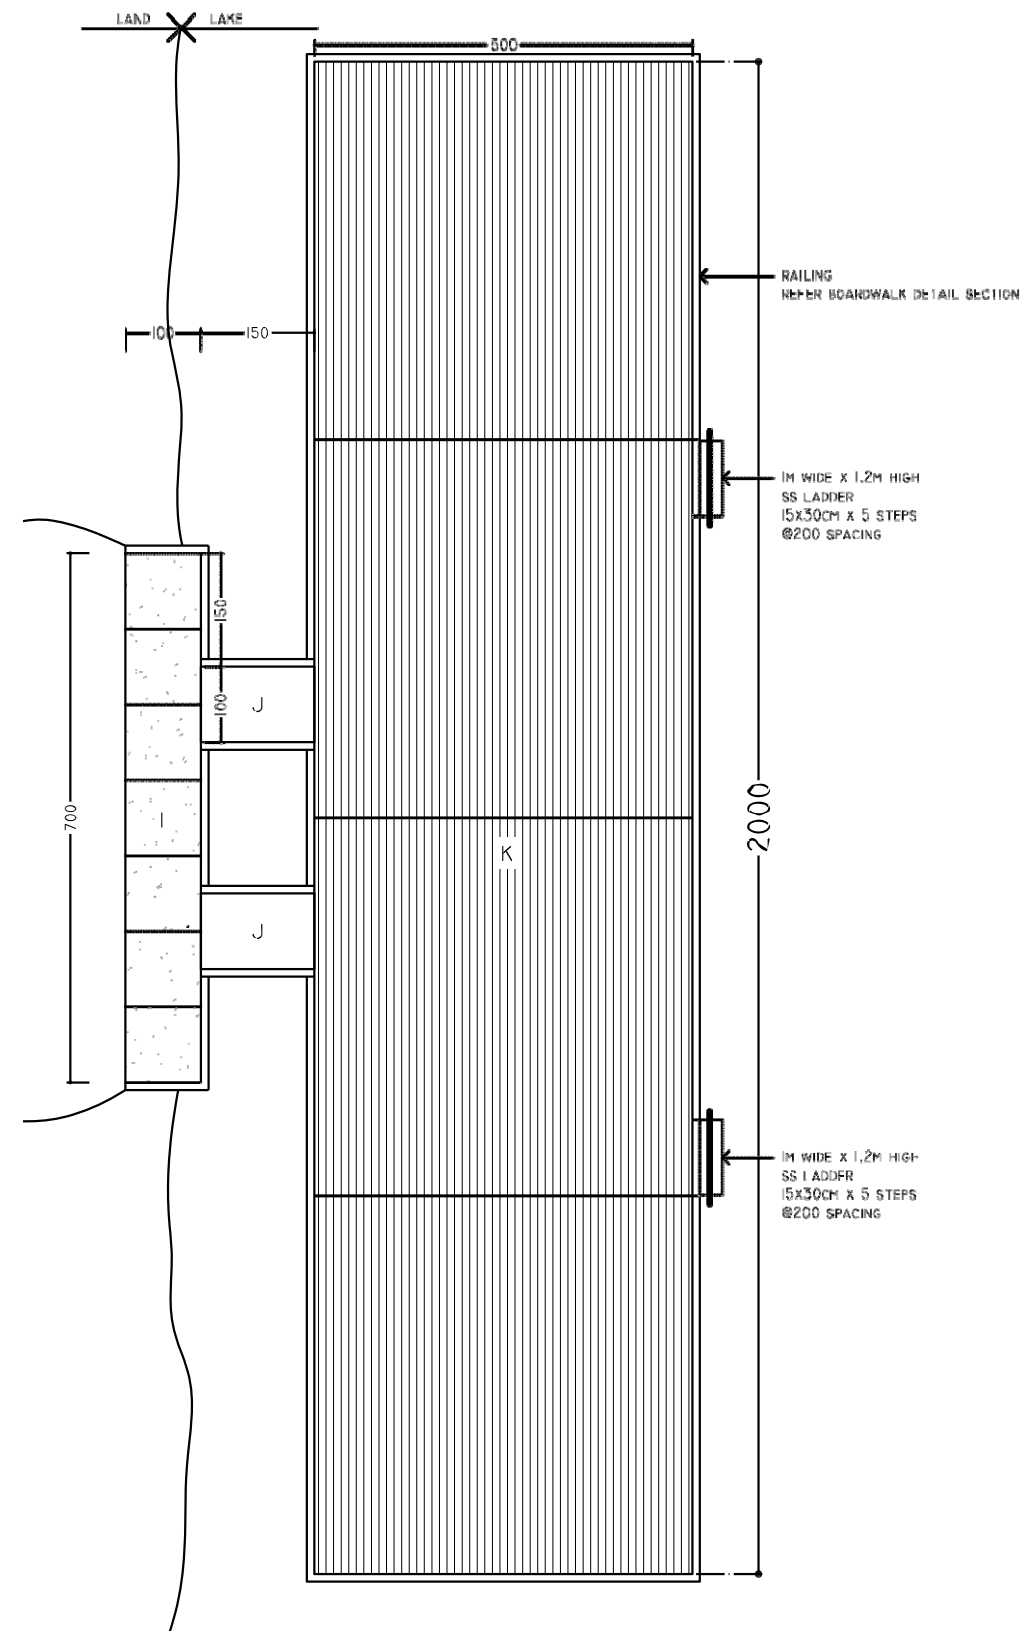 LAND LAKE
500
RAILING
REFER BOARDWALK DETAIL SECTION
100 150
1M WIDE X 1.2M HIGH
SS LADDER
15X30CM X 5 STEPS
@200 SPACING
150
100
J
700
I
2000
K
J
1M WIDE X 1.2M HIGH
SS LADDER
15X30CM X 5 STEPS
@200 SPACING